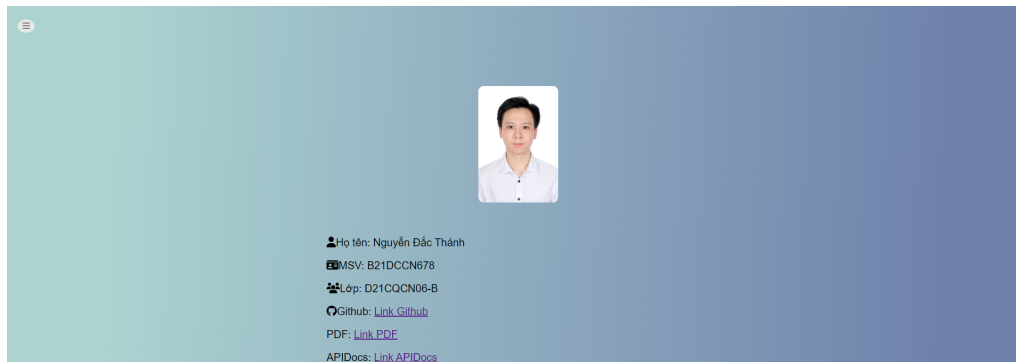 Họ tên: Nguyễn Đắc Thành
MSV: B21DCCN678
Lớp: D21CQCN06-B
Github: Link Github
PDF: Link PDF
APIDocs: Link APIDocs